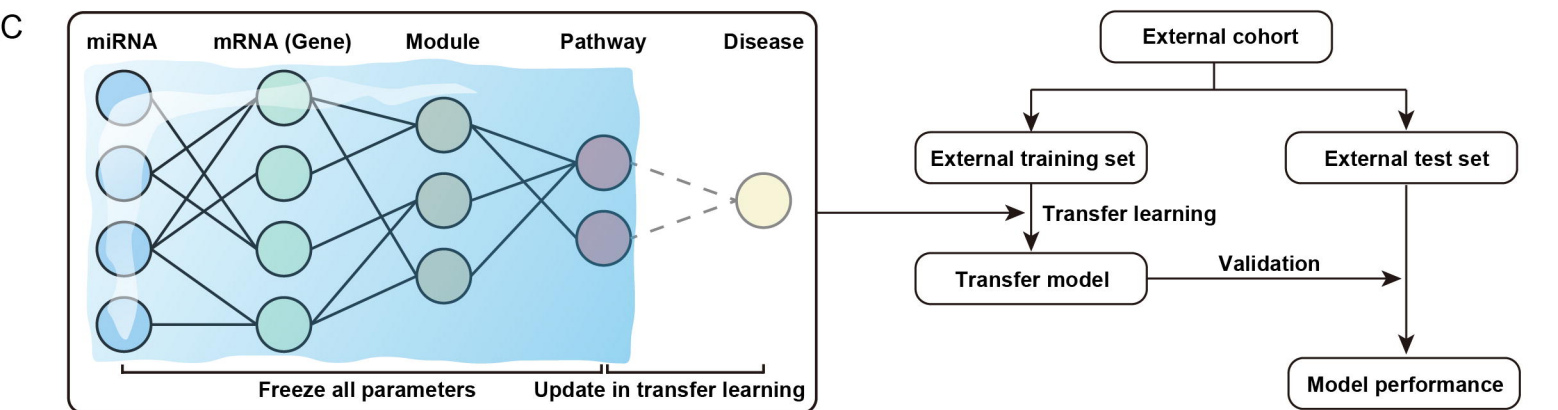 C
miRNA
mRNA (Gene)
Module
Pathway
Disease
Freeze all parameters
Update in transfer learning
External cohort
External training set
External test set
Transfer learning
Transfer model
Validation
Model performance